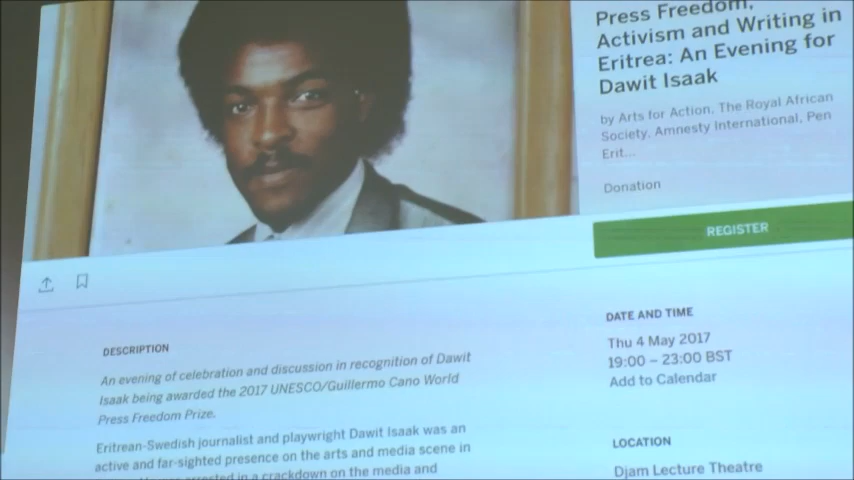 Press Freedom,
Activism and Writing in
Eritrea: An Evening for
Dawit Isaak
by Arts for Action, The Royal African
Society, Amnesty International, Pen
Erit...
Donation
REGISTER
DESCRIPTION
An evening of celebration and discussion in recognition of Dawit
Isaak being awarded the 2017 UNESCO/Guillermo Cano World
Press Freedom Prize.
Eritrean-Swedish journalist and playwright Dawit Isaak was an
active and far-sighted presence on the arts and media scene in
arrested in a crackdown on the media and
DATE AND TIME
Thu 4 May 2017
19:00 – 23:00 BST
Add to Calendar
LOCATION
Djam Lecture Theatre